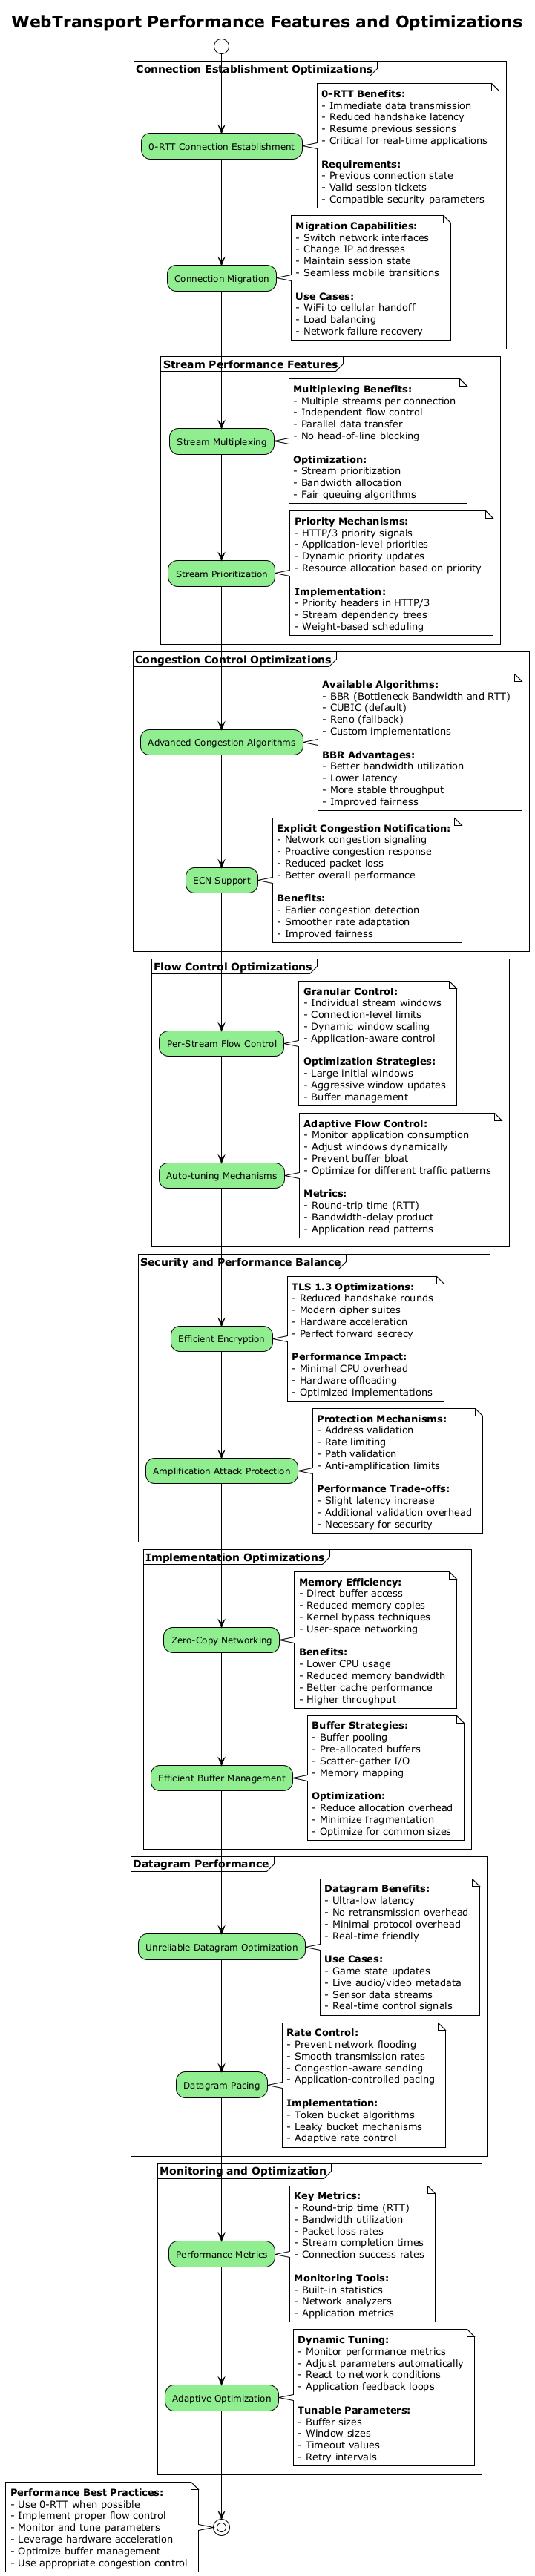 WebTransport Performance Features and Optimizations
Connection Establishment Optimizations
0-RTT Connection Establishment
0-RTT Benefits:
- Immediate data transmission
- Reduced handshake latency
- Resume previous sessions
- Critical for real-time applications
Requirements:
- Previous connection state
- Valid session tickets
- Compatible security parameters
Connection Migration
Migration Capabilities:
- Switch network interfaces
- Change IP addresses
- Maintain session state
- Seamless mobile transitions
Use Cases:
- WiFi to cellular handoff
- Load balancing
- Network failure recovery
Stream Performance Features
Stream Multiplexing
Multiplexing Benefits:
- Multiple streams per connection
- Independent flow control
- Parallel data transfer
- No head-of-line blocking
Optimization:
- Stream prioritization
- Bandwidth allocation
- Fair queuing algorithms
Stream Prioritization
Priority Mechanisms:
- HTTP/3 priority signals
- Application-level priorities
- Dynamic priority updates
- Resource allocation based on priority
Implementation:
- Priority headers in HTTP/3
- Stream dependency trees
- Weight-based scheduling
Congestion Control Optimizations
Advanced Congestion Algorithms
Available Algorithms:
- BBR (Bottleneck Bandwidth and RTT)
- CUBIC (default)
- Reno (fallback)
- Custom implementations
BBR Advantages:
- Better bandwidth utilization
- Lower latency
- More stable throughput
- Improved fairness
ECN Support
Explicit Congestion Notification:
- Network congestion signaling
- Proactive congestion response
- Reduced packet loss
- Better overall performance
Benefits:
- Earlier congestion detection
- Smoother rate adaptation
- Improved fairness
Flow Control Optimizations
Per-Stream Flow Control
Granular Control:
- Individual stream windows
- Connection-level limits
- Dynamic window scaling
- Application-aware control
Optimization Strategies:
- Large initial windows
- Aggressive window updates
- Buffer management
Auto-tuning Mechanisms
Adaptive Flow Control:
- Monitor application consumption
- Adjust windows dynamically
- Prevent buffer bloat
- Optimize for different traffic patterns
Metrics:
- Round-trip time (RTT)
- Bandwidth-delay product
- Application read patterns
Security and Performance Balance
Efficient Encryption
TLS 1.3 Optimizations:
- Reduced handshake rounds
- Modern cipher suites
- Hardware acceleration
- Perfect forward secrecy
Performance Impact:
- Minimal CPU overhead
- Hardware offloading
- Optimized implementations
Amplification Attack Protection
Protection Mechanisms:
- Address validation
- Rate limiting
- Path validation
- Anti-amplification limits
Performance Trade-offs:
- Slight latency increase
- Additional validation overhead
- Necessary for security
Implementation Optimizations
Zero-Copy Networking
Memory Efficiency:
- Direct buffer access
- Reduced memory copies
- Kernel bypass techniques
- User-space networking
Benefits:
- Lower CPU usage
- Reduced memory bandwidth
- Better cache performance
- Higher throughput
Efficient Buffer Management
Buffer Strategies:
- Buffer pooling
- Pre-allocated buffers
- Scatter-gather I/O
- Memory mapping
Optimization:
- Reduce allocation overhead
- Minimize fragmentation
- Optimize for common sizes
Datagram Performance
Unreliable Datagram Optimization
Datagram Benefits:
- Ultra-low latency
- No retransmission overhead
- Minimal protocol overhead
- Real-time friendly
Use Cases:
- Game state updates
- Live audio/video metadata
- Sensor data streams
- Real-time control signals
Datagram Pacing
Rate Control:
- Prevent network flooding
- Smooth transmission rates
- Congestion-aware sending
- Application-controlled pacing
Implementation:
- Token bucket algorithms
- Leaky bucket mechanisms
- Adaptive rate control
Monitoring and Optimization
Performance Metrics
Key Metrics:
- Round-trip time (RTT)
- Bandwidth utilization
- Packet loss rates
- Stream completion times
- Connection success rates
Monitoring Tools:
- Built-in statistics
- Network analyzers
- Application metrics
Adaptive Optimization
Dynamic Tuning:
- Monitor performance metrics
- Adjust parameters automatically
- React to network conditions
- Application feedback loops
Tunable Parameters:
- Buffer sizes
- Window sizes
- Timeout values
- Retry intervals
Performance Best Practices:
- Use 0-RTT when possible
- Implement proper flow control
- Monitor and tune parameters
- Leverage hardware acceleration
- Optimize buffer management
- Use appropriate congestion control